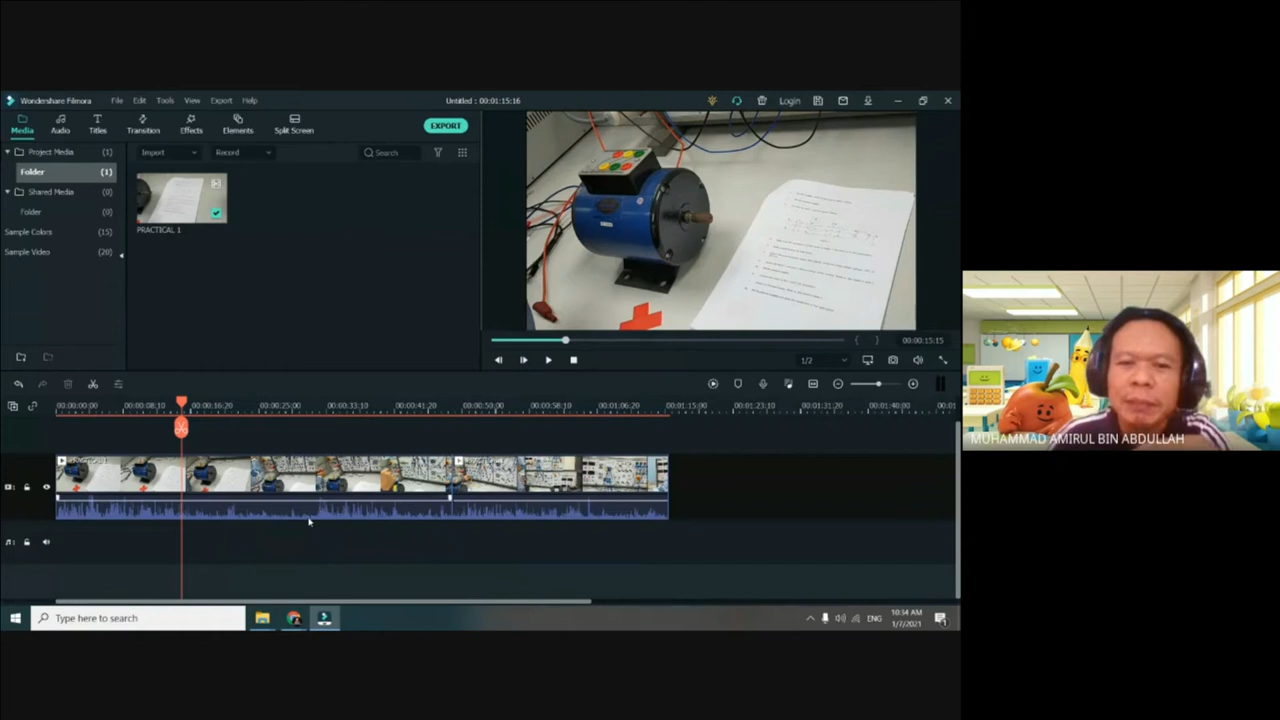 Wondershare Filmora File Edit Tools View Export Help Untitled : 00:01:15:16 Login
Media Audio Titles Transition Effects Elements Split Screen EXPORT
Project Media (1)
Folder (1)
Shared Media (0)
Folder (0)
Sample Colors (15)
Sample Video (20)
Import Record Search
PRACTICAL 1
00:00:15:15
1/2
00:00:00:00 00:00:08:10 00:00:16:20 00:00:25:00 00:00:33:10 00:00:41:20 00:00:50:00 00:00:58:10 00:01:06:20 00:01:15:00 00:01:23:10 00:01:31:20 00:01:40:00 00:01
Type here to search
ENG
10:34 AM
1/7/2021
MUHAMMAD AMIRUL BIN ABDULLAH